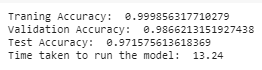 Traning Accuracy:  0.999856317710279
Validation Accuracy:  0.9866213151927438
Test Accuracy:  0.971575613618369
Time taken to run the model:  13.24